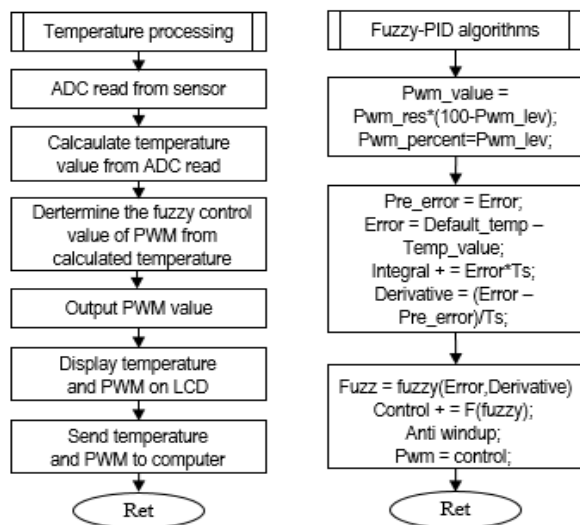 Temperature processing
ADC read from sensor
Calcaulate temperature
value from ADC read
Dertermine the fuzzy control
value of PWM from
calculated temperature
Output PWM value
Display temperature
and PWM on LCD
Send temperature
and PWM to computer
Ret
Fuzzy-PID algorithms
Pwm_value =
Pwm_res*(100-Pwm_lev);
Pwm_percent=Pwm_lev;
Pre_error = Error;
Error = Default_temp –
Temp_value;
Integral + = Error*Ts;
Derivative = (Error –
Pre_error)/Ts;
Fuzz = fuzzy(Error,Derivative)
Control + = F(fuzzy);
Anti windup;
Pwm = control;
Ret